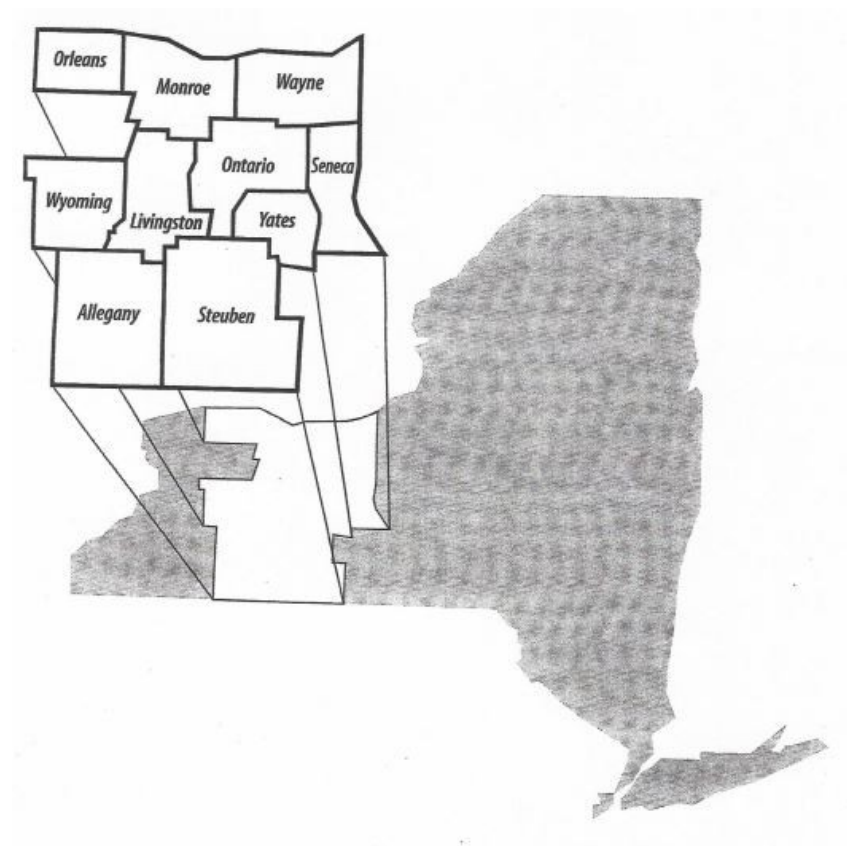 Orleans
Monroe
Wayne
Ontario
Seneca
Wyoming
Livingston
Yates
Allegany
Steuben